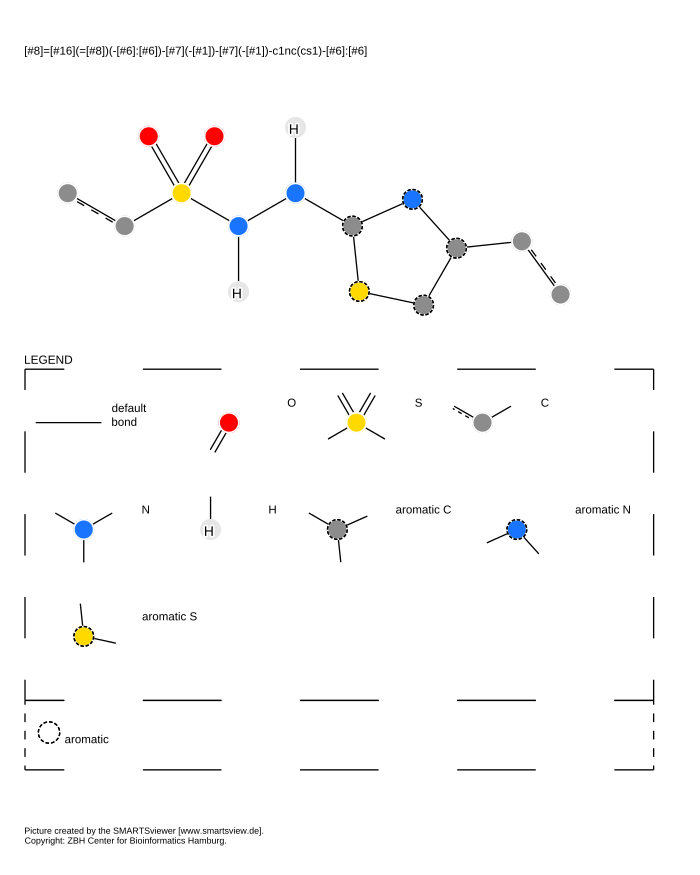 [#8]=[#16](=[#8])(-[#6]:[#6])-[#7](-[#1])-[#7](-[#1])-c1nc(cs1)-[#6]:[#6]
H
H
LEGEND
default
bond
O
S
C
N
H
H
aromatic C
aromatic N
aromatic S
aromatic
Picture created by the SMARTSviewer [www.smartsview.de].
Copyright: ZBH Center for Bioinformatics Hamburg.